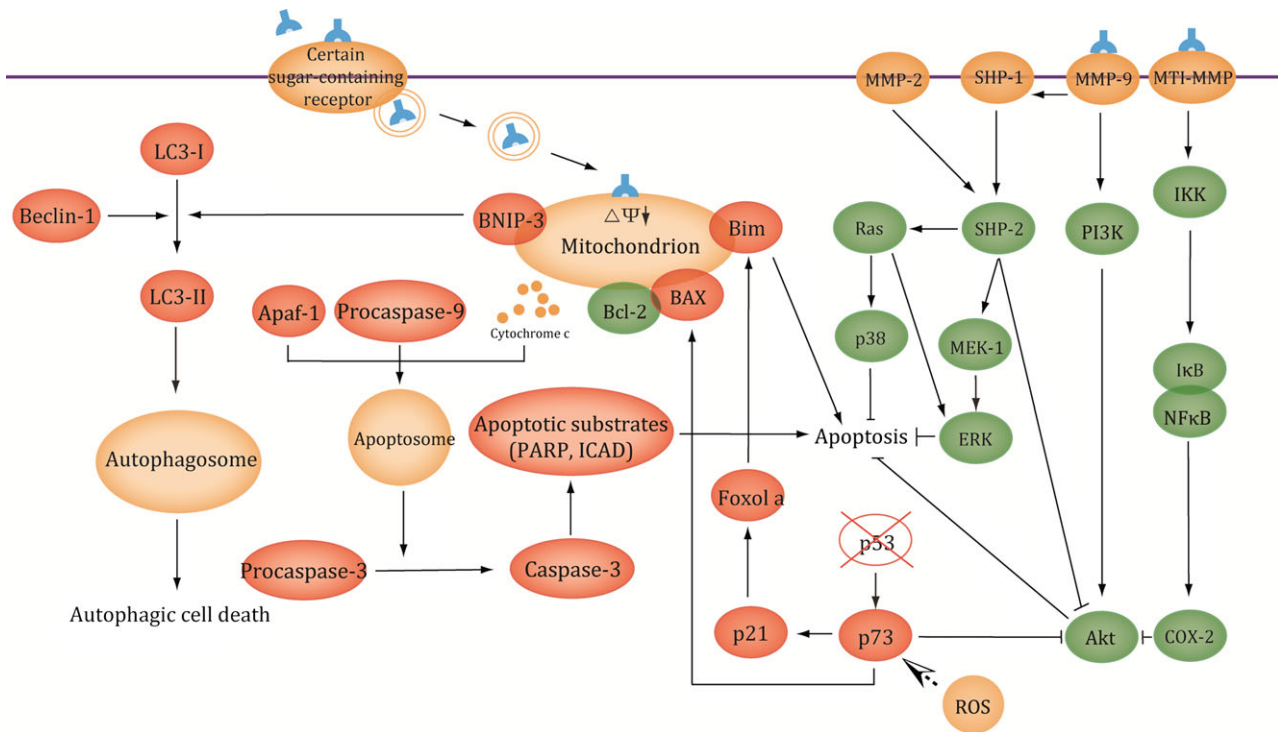 Certain
sugar-containing
receptor
MMP-2
SHP-1
MMP-9
MTI-MMP
LC3-I
Beclin-1
BNIP-3
△Ψ
Mitochondrion
Bim
Ras
SHP-2
PI3K
IKK
LC3-II
Apaf-1
Procaspase-9
Cytochrome c
Bcl-2
BAX
p38
MEK-1
IκB
NFκB
Autophagosome
Apoptosome
Apoptotic substrates
(PARP, ICAD)
Apoptosis
ERK
Foxol a
p53
Procaspase-3
Caspase-3
Autophagic cell death
p21
p73
Akt
COX-2
ROS